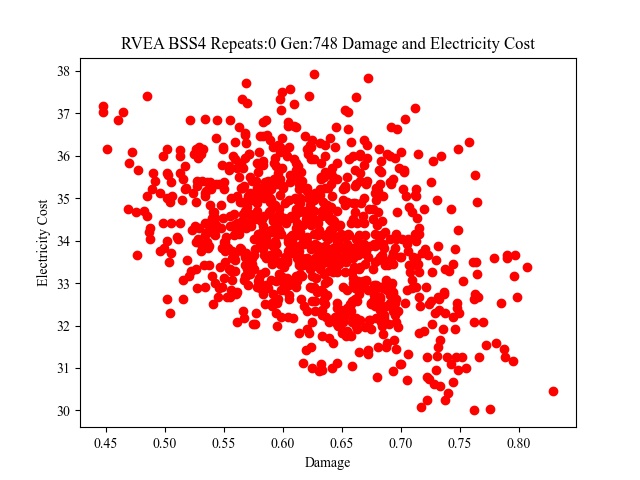 RVEA BSS4 Repeats:0 Gen:748 Damage and Electricity Cost
38
37
36
35
34
33
32
31
30
Electricity Cost
0.45 0.50 0.55 0.60 0.65 0.70 0.75 0.80
Damage